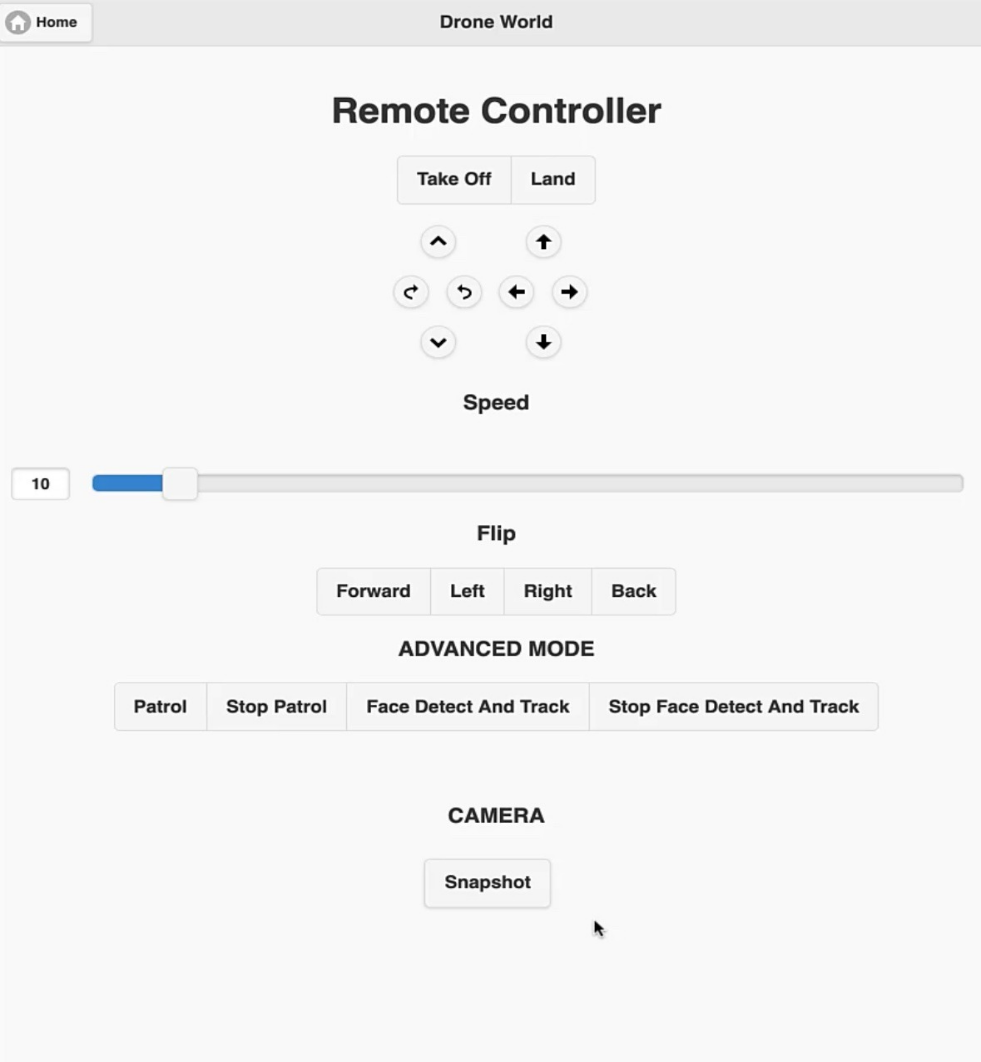 Home Drone World
Remote Controller
Take Off Land
Speed
10
Flip
Forward Left Right Back
ADVANCED MODE
Patrol Stop Patrol Face Detect And Track Stop Face Detect And Track
CAMERA
Snapshot